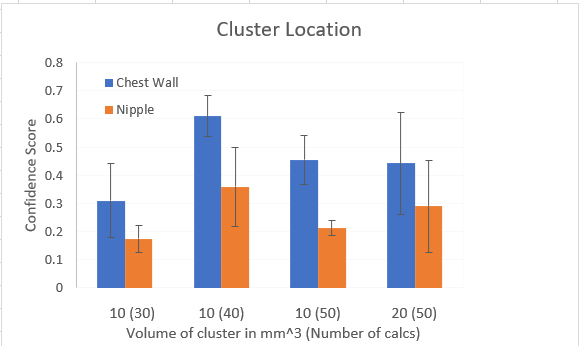 Cluster Location
Confidence Score
0.8
0.7
0.6
0.5
0.4
0.3
0.2
0.1
0
Chest Wall
Nipple
10 (30) 10 (40) 10 (50) 20 (50)
Volume of cluster in mm^3 (Number of calcs)